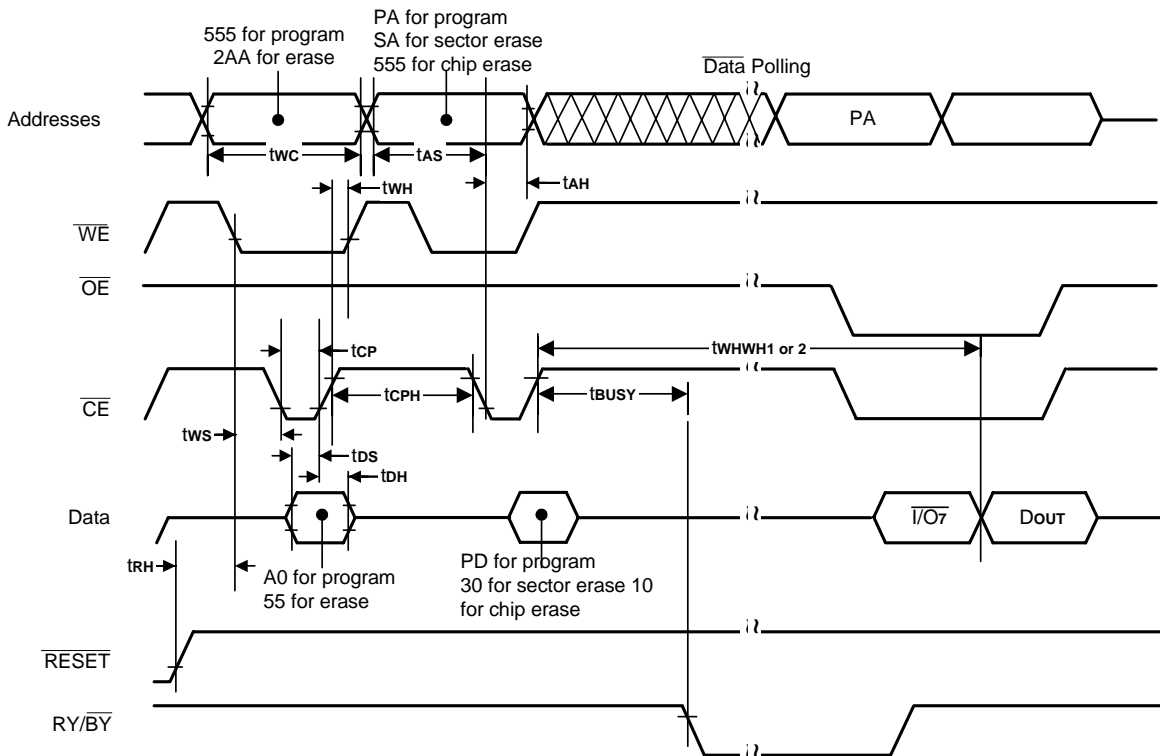 555 for program
2AA for erase
PA for program
SA for sector erase
555 for chip erase
Data Polling
Addresses
PA
tWC
tAS
tAH
tWH
WE
OE
tWHWH1 or 2
tCP
tCPH
tBUSY
CE
tWS
tDS
tDH
Data
I/O7
DOUT
tRH
A0 for program
55 for erase
PD for program
30 for sector erase 10
for chip erase
RESET
RY/BY